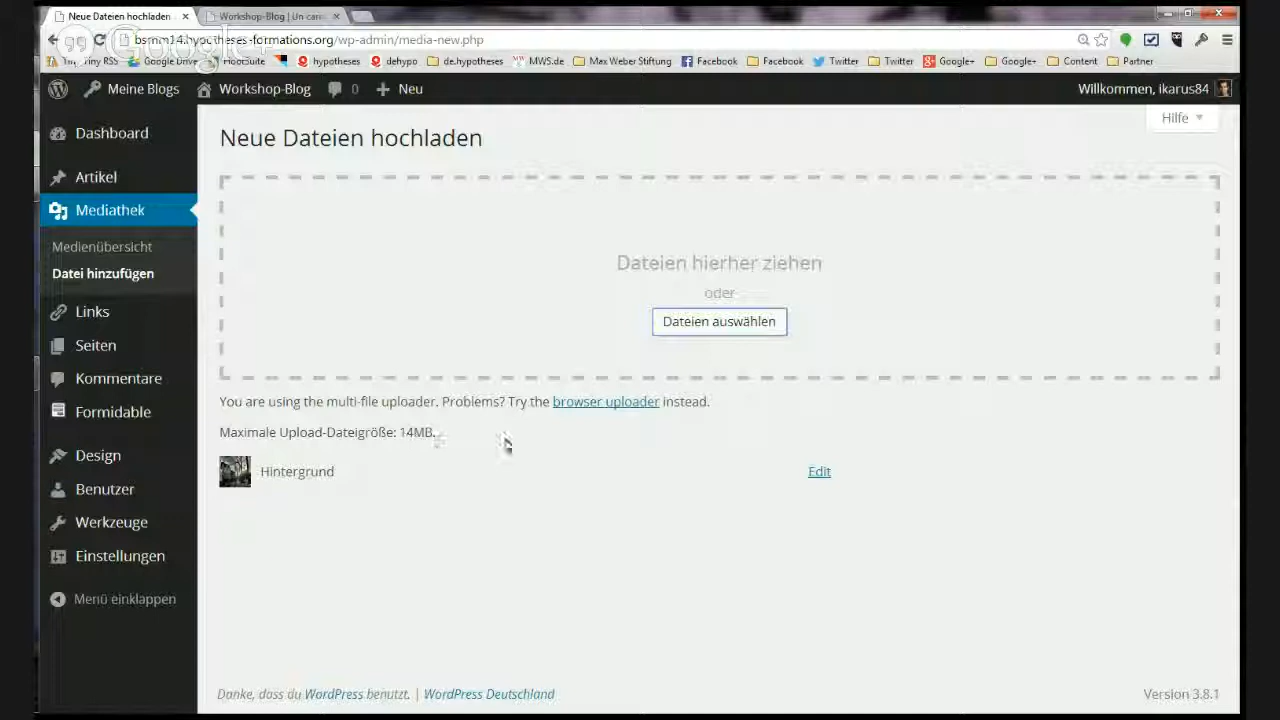 Neue Dateien hochladen
Workshop-Blog | Un car
Google+
bsmm14.hypotheses-formations.org/wp-admin/media-new.php
Tiny RSS Google Drive HootSuite hypotheses dehypo de.hypotheses MWS.de Max Weber Stiftung Facebook Facebook Twitter Twitter Google+ Google+ Content Partner
Meine Blogs Workshop-Blog 0 Neu Willkommen, ikarus84
Hilfe
Dashboard
Artikel
Mediathek
Medienübersicht
Datei hinzufügen
Links
Seiten
Kommentare
Formidable
Design
Benutzer
Werkzeuge
Einstellungen
Menü einklappen
Neue Dateien hochladen
Dateien hierher ziehen
oder
Dateien auswählen
You are using the multi-file uploader. Problems? Try the browser uploader instead.
Maximale Upload-Dateigröße: 14MB.
Hintergrund Edit
Danke, dass du WordPress benutzt. | WordPress Deutschland Version 3.8.1